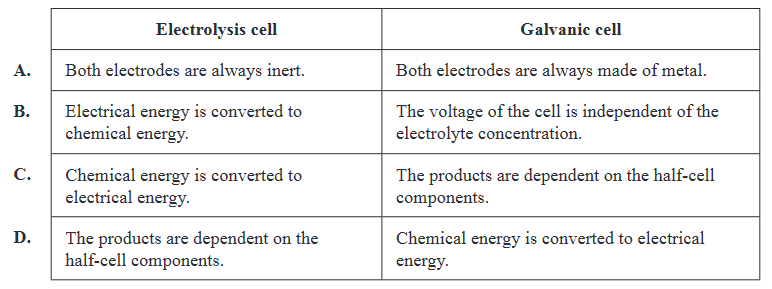 Electrolysis cell Galvanic cell
A. Both electrodes are always inert. Both electrodes are always made of metal.
B. Electrical energy is converted to
chemical energy.
The voltage of the cell is independent of the
electrolyte concentration.
C. Chemical energy is converted to
electrical energy.
The products are dependent on the half-cell
components.
D. The products are dependent on the
half-cell components.
Chemical energy is converted to electrical
energy.